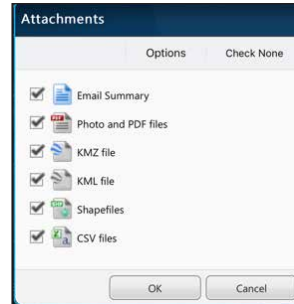 Attachments
Options Check None
Email Summary
Photo and PDF files
KMZ file
KML file
Shapefiles
CSV files
OK Cancel